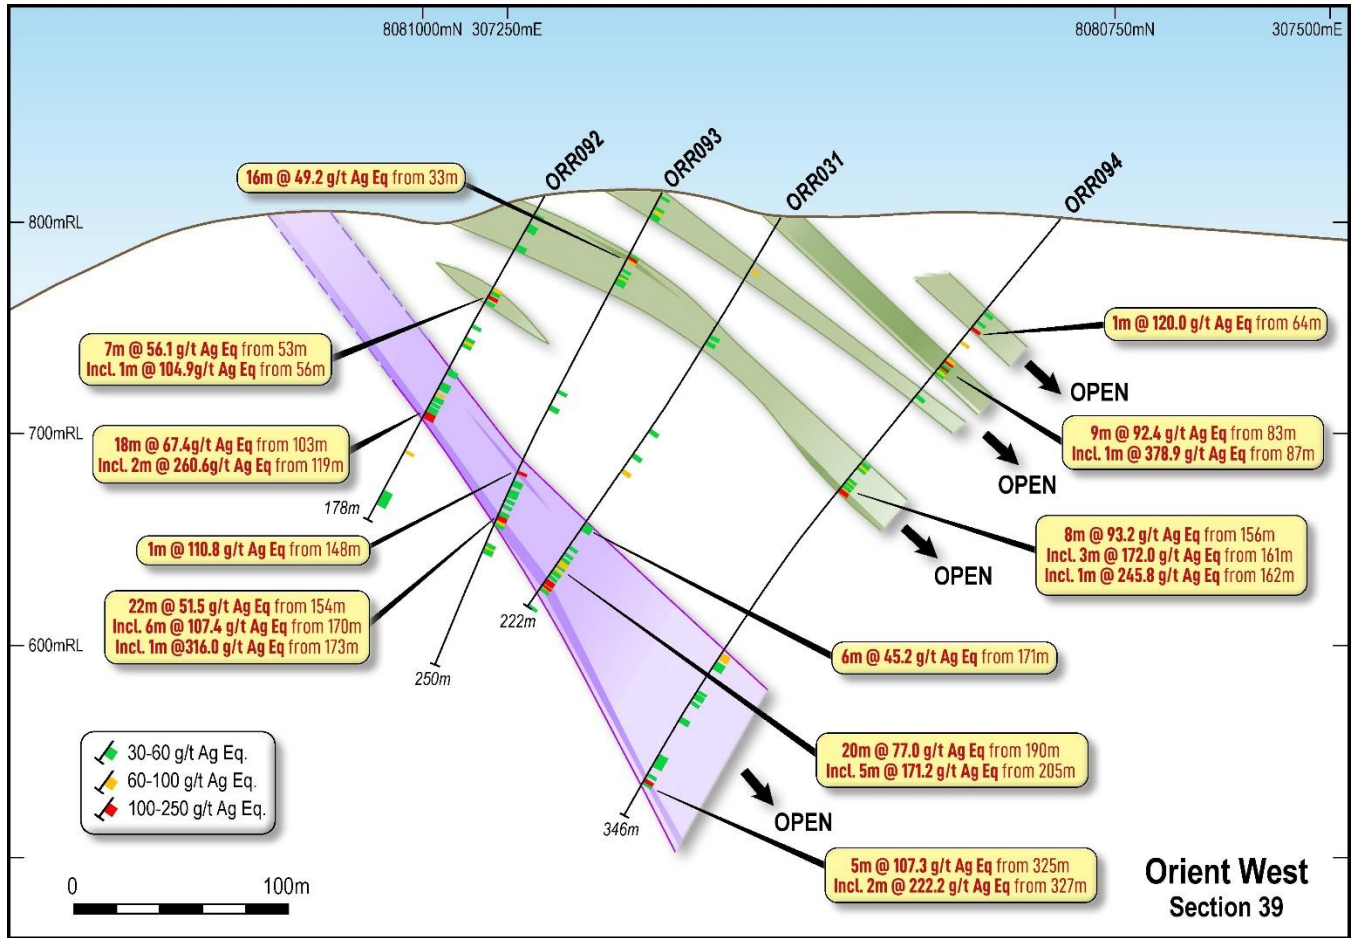 8081000mN 307250mE 8080750mN 307500mE
ORR092
ORR093
ORR031
ORR094
16m @ 49.2 g/t Ag Eq from 33m
800mRL
1m @ 120.0 g/t Ag Eq from 64m
7m @ 56.1 g/t Ag Eq from 53m
Incl. 1m @ 104.9g/t Ag Eq from 56m
OPEN
700mRL
18m @ 67.4g/t Ag Eq from 103m
Incl. 2m @ 260.6g/t Ag Eq from 119m
9m @ 92.4 g/t Ag Eq from 83m
Incl. 1m @ 378.9 g/t Ag Eq from 87m
OPEN
178m
1m @ 110.8 g/t Ag Eq from 148m
8m @ 93.2 g/t Ag Eq from 156m
Incl. 3m @ 172.0 g/t Ag Eq from 161m
Incl. 1m @ 245.8 g/t Ag Eq from 162m
OPEN
22m @ 51.5 g/t Ag Eq from 154m
Incl. 6m @ 107.4 g/t Ag Eq from 170m
Incl. 1m @316.0 g/t Ag Eq from 173m
222m
600mRL
250m
6m @ 45.2 g/t Ag Eq from 171m
30-60 g/t Ag Eq.
60-100 g/t Ag Eq.
100-250 g/t Ag Eq.
20m @ 77.0 g/t Ag Eq from 190m
Incl. 5m @ 171.2 g/t Ag Eq from 205m
346m
OPEN
5m @ 107.3 g/t Ag Eq from 325m
Incl. 2m @ 222.2 g/t Ag Eq from 327m
0 100m
Orient West
Section 39